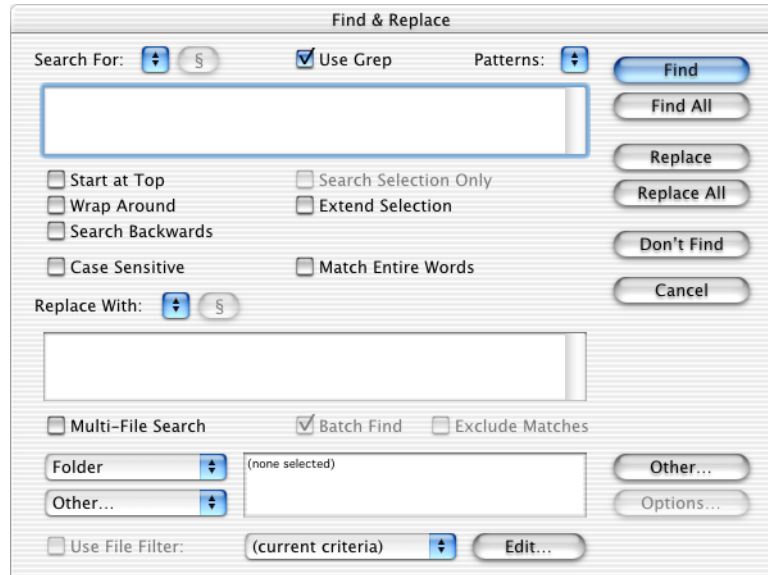 Find & Replace
Search For: § Use Grep Patterns:
Find
Find All
Start at Top Search Selection Only
Replace
Wrap Around Extend Selection
Replace All
Search Backwards
Don't Find
Case Sensitive Match Entire Words
Cancel
Replace With: §
Multi-File Search Batch Find Exclude Matches
Folder (none selected) Other...
Other... Options...
Use File Filter: (current criteria) Edit...